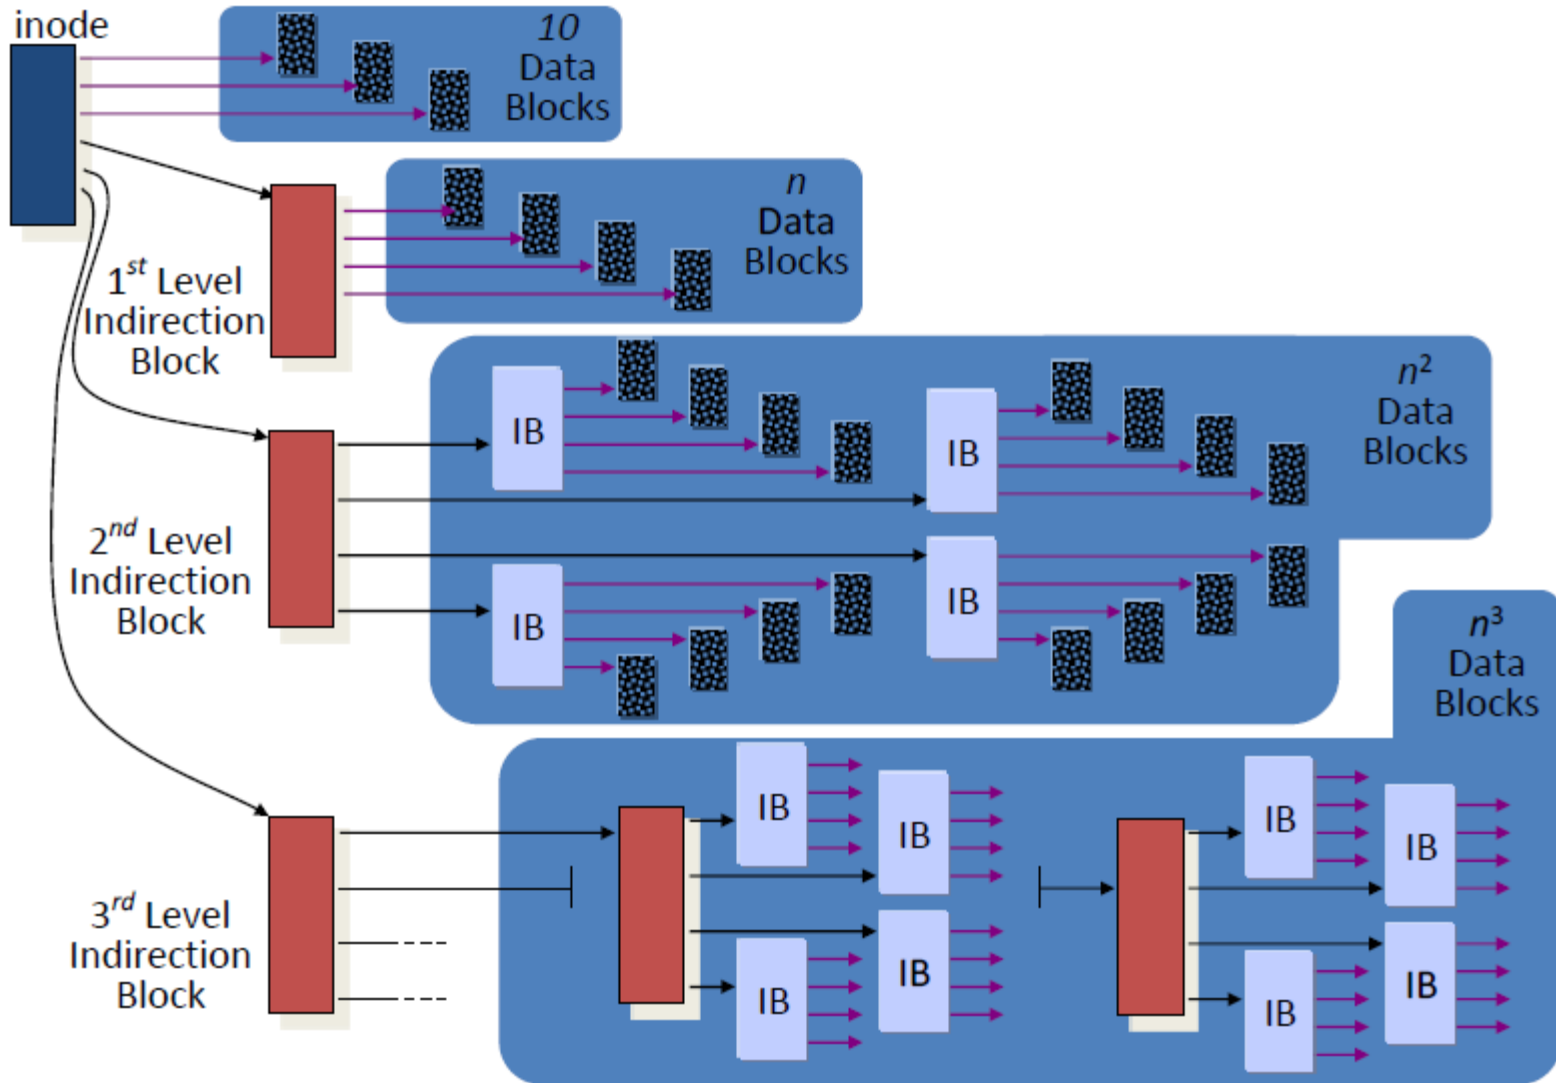 inode
10
Data
Blocks
n
Data
Blocks
1st Level
Indirection
Block
n²
Data
Blocks
IB
IB
2nd Level
Indirection
Block
IB
IB
n³
Data
Blocks
IB
IB
IB
IB
3rd Level
Indirection
Block
IB
IB
IB
IB